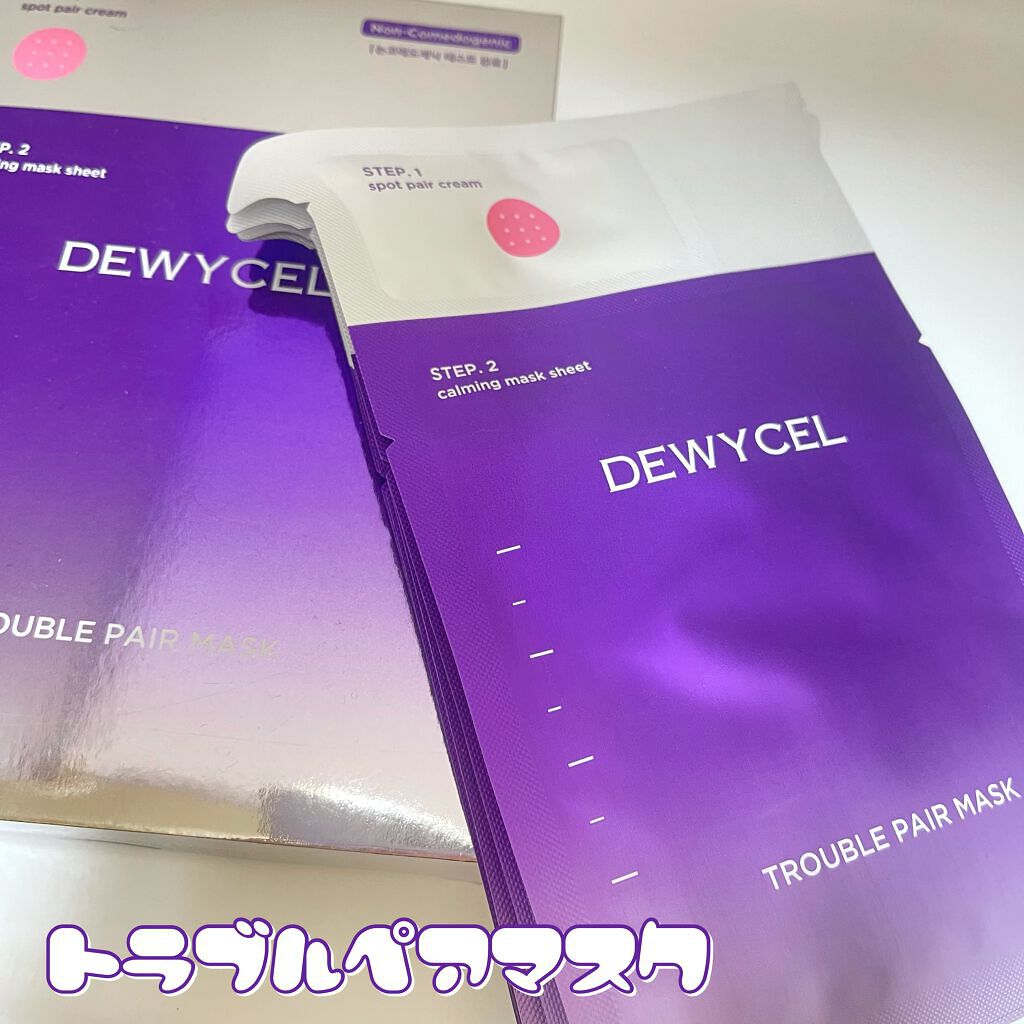 spot pair cream
Non-Comedogenic
P. 2
ng mask sheet
DEWYCEL
OUBLE PAIR MASK
STEP. 1
spot pair cream
STEP. 2
calming mask sheet
DEWYCEL
TROUBLE PAIR MASK
トラブルペアマスク